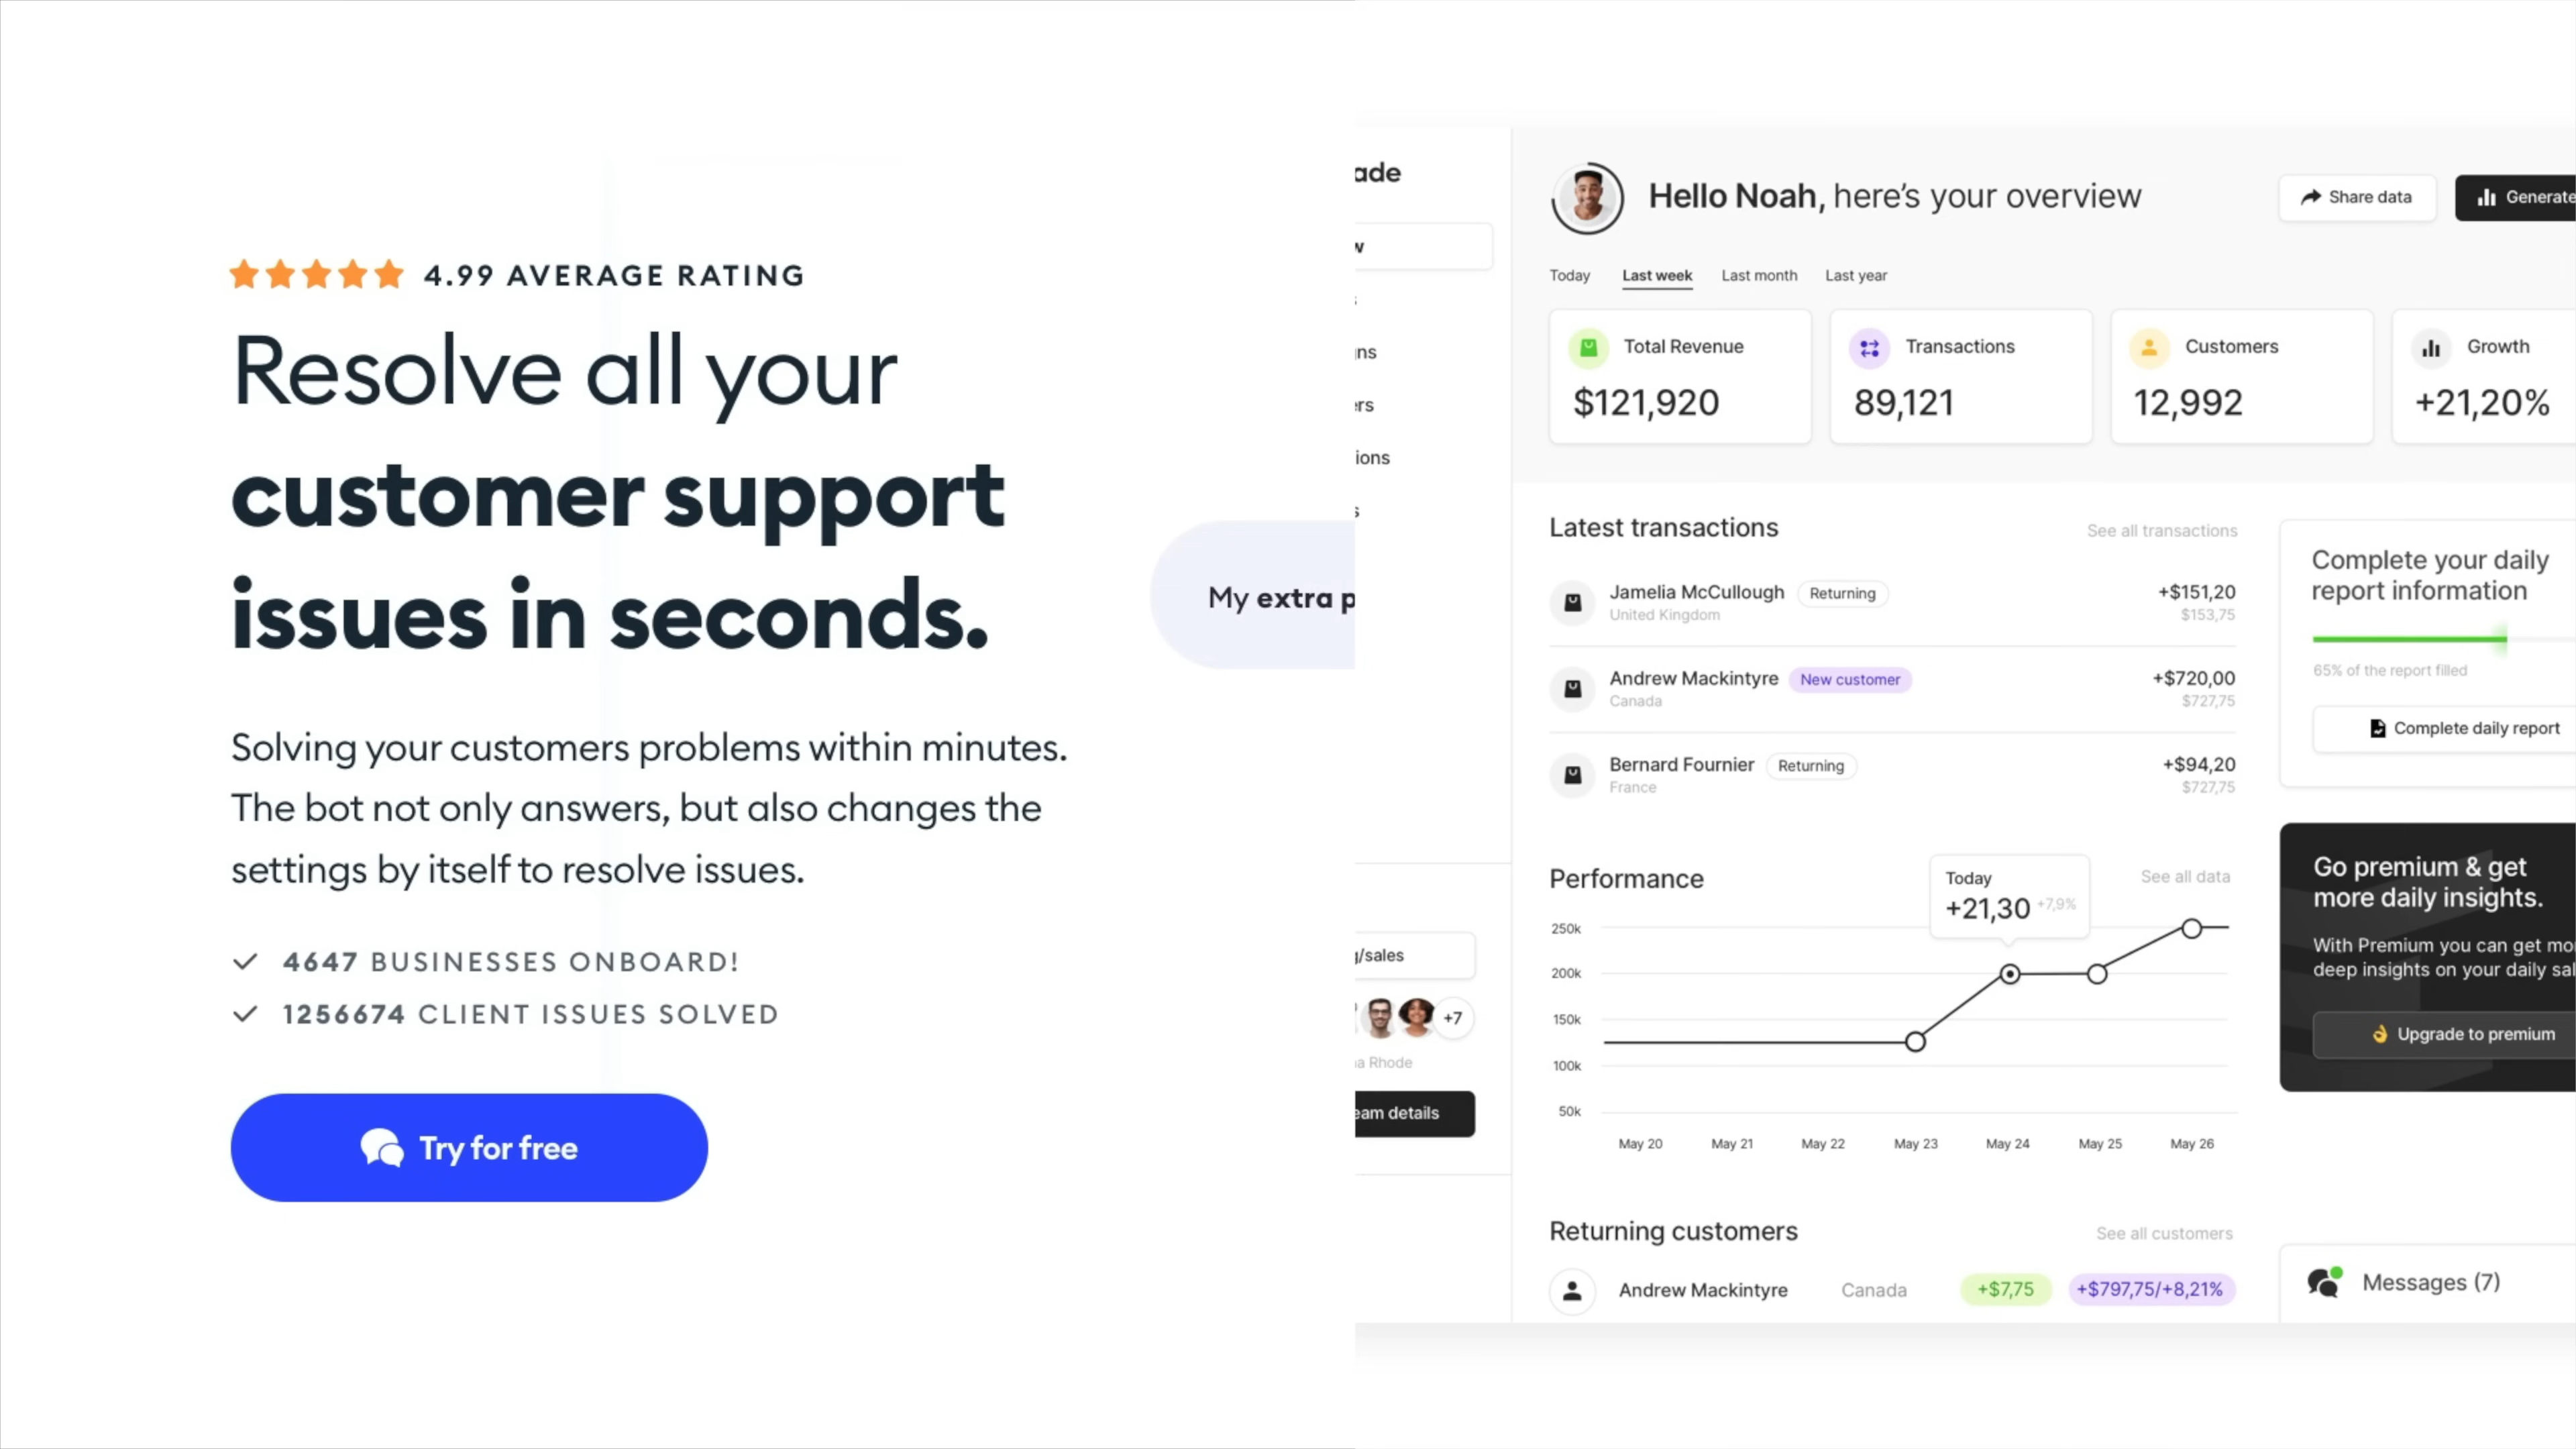 4.99 AVERAGE RATING
Resolve all your
customer support
issues in seconds.
Solving your customers problems within minutes.
The bot not only answers, but also changes the
settings by itself to resolve issues.
4647 BUSINESSES ONBOARD!
1256674 CLIENT ISSUES SOLVED
Try for free
My extra p
ade
w
s
ns
ers
ions
s
g/sales
+7
a Rhode
eam details
Hello Noah, here's your overview
Share data
Generate
Today Last week Last month Last year
Total Revenue
$121,920
Transactions
89,121
Customers
12,992
Growth
+21,20%
Latest transactions
See all transactions
Jamelia McCullough Returning +$151,20
United Kingdom $153,75
Andrew Mackintyre New customer +$720,00
Canada $727,75
Bernard Fournier Returning +$94,20
France $727,75
Complete your daily
report information
65% of the report filled
Complete daily report
Performance
See all data
Today
+21,30 +7,9%
250k
200k
150k
100k
50k
May 20 May 21 May 22 May 23 May 24 May 25 May 26
Go premium & get
more daily insights.
With Premium you can get mo
deep insights on your daily sal
Upgrade to premium
Returning customers
See all customers
Andrew Mackintyre Canada +$7,75 +$797,75/+8,21%
Messages (7)